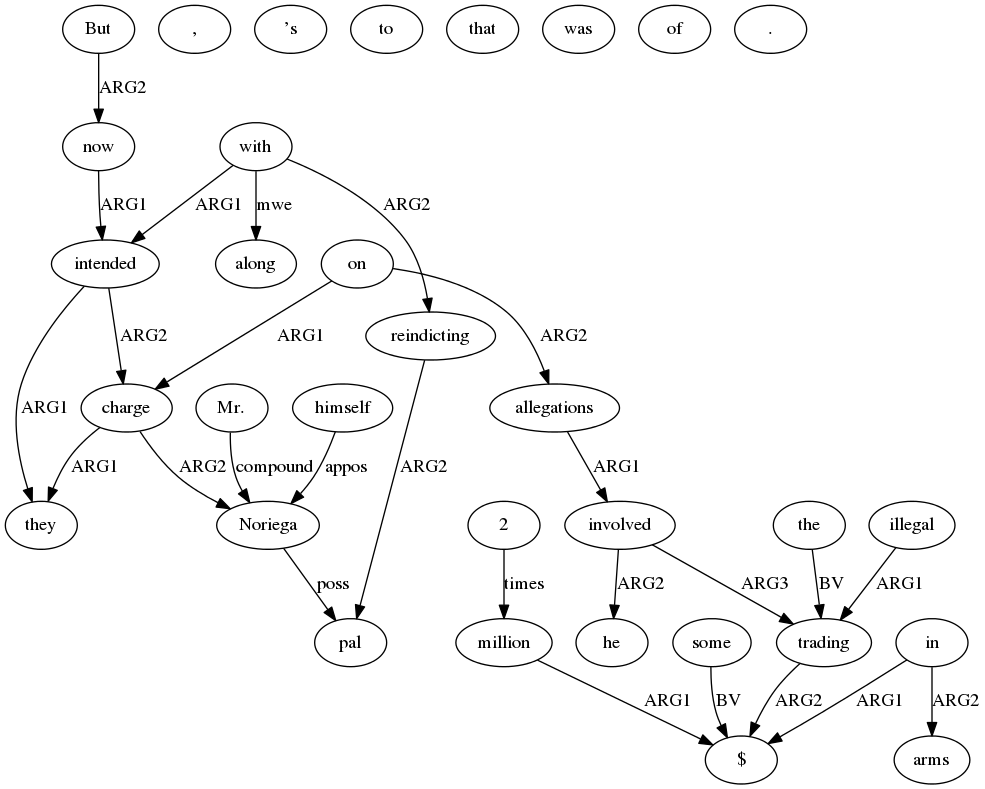 But , ’s to that was of .
ARG2
now with
ARG1 ARG1 mwe ARG2
intended along on
reindicting
ARG2 ARG1 ARG2
charge Mr. himself allegations
ARG1
ARG1 ARG2 compound appos ARG2 ARG1
they Noriega 2 involved the illegal
poss times ARG2 ARG3 BV ARG1
pal million he some trading in
ARG1 BV ARG2 ARG1 ARG2
$ arms